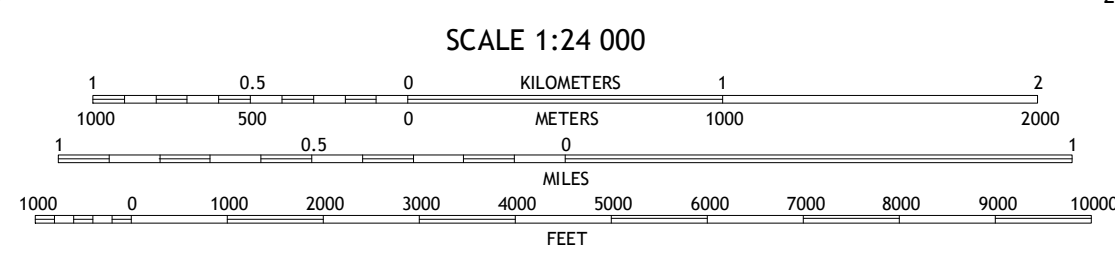 SCALE 1:24 000
1 0.5 0 KILOMETERS 1 2
1000 500 0 METERS 1000 2000
1 0.5 0 1
MILES
1000 0 1000 2000 3000 4000 5000 6000 7000 8000 9000 10000
FEET